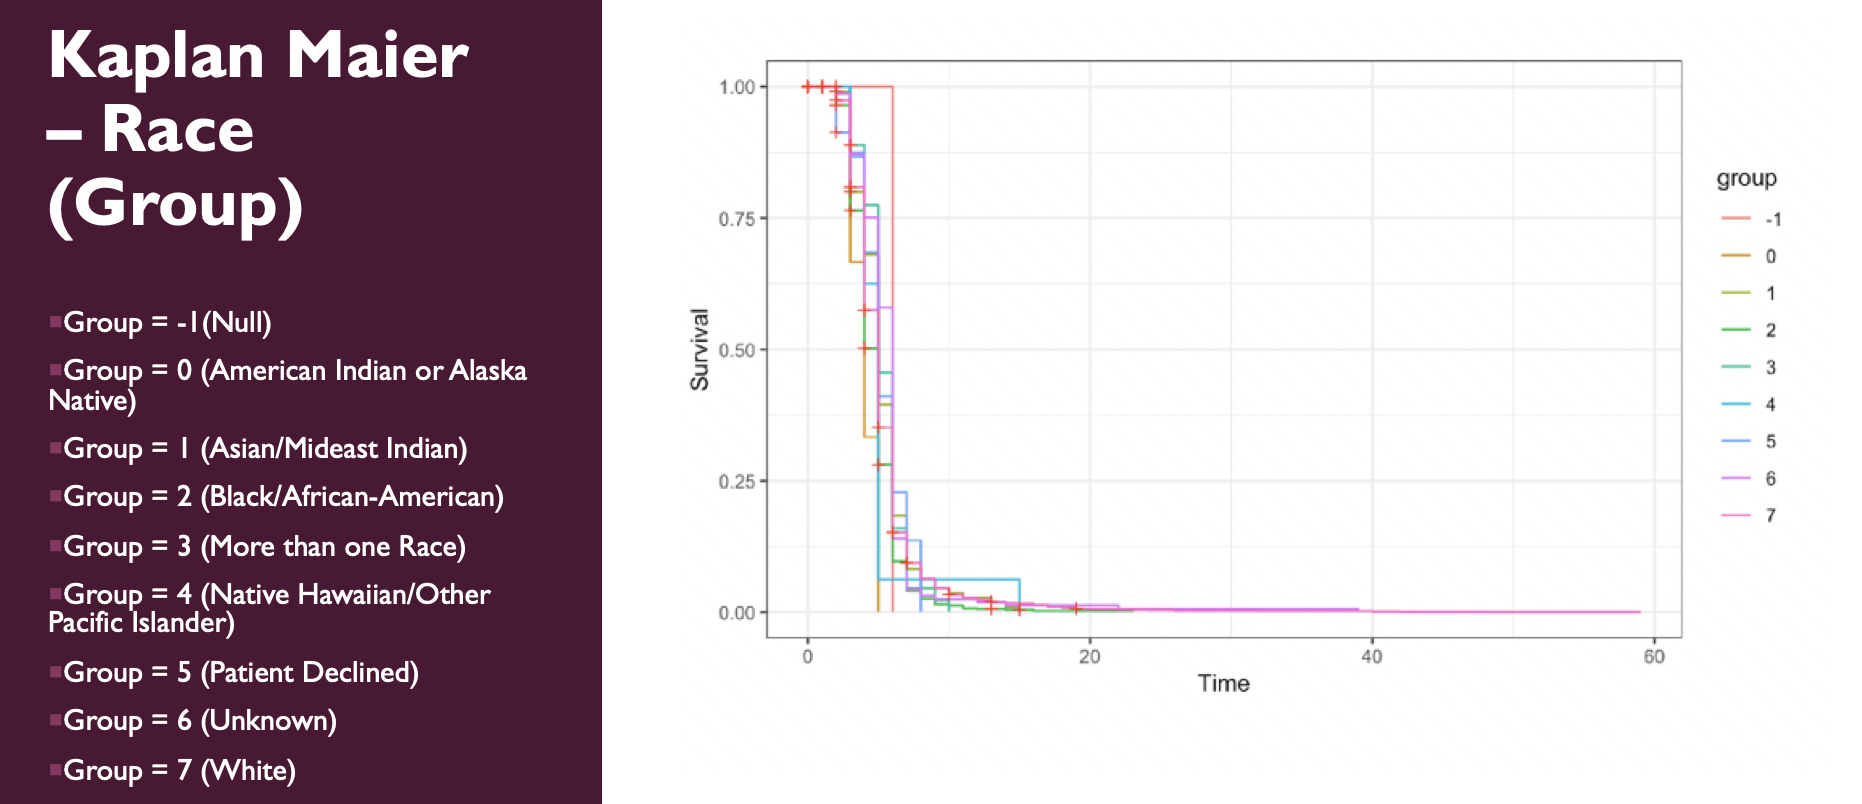 Kaplan Maier
– Race
(Group)
▪Group = -1(Null)
▪Group = 0 (American Indian or Alaska
Native)
▪Group = 1 (Asian/Mideast Indian)
▪Group = 2 (Black/African-American)
▪Group = 3 (More than one Race)
▪Group = 4 (Native Hawaiian/Other
Pacific Islander)
▪Group = 5 (Patient Declined)
▪Group = 6 (Unknown)
▪Group = 7 (White)
Survival
1.00
0.75
0.50
0.25
0.00
0 20 40 60
Time
group
-1
0
1
2
3
4
5
6
7